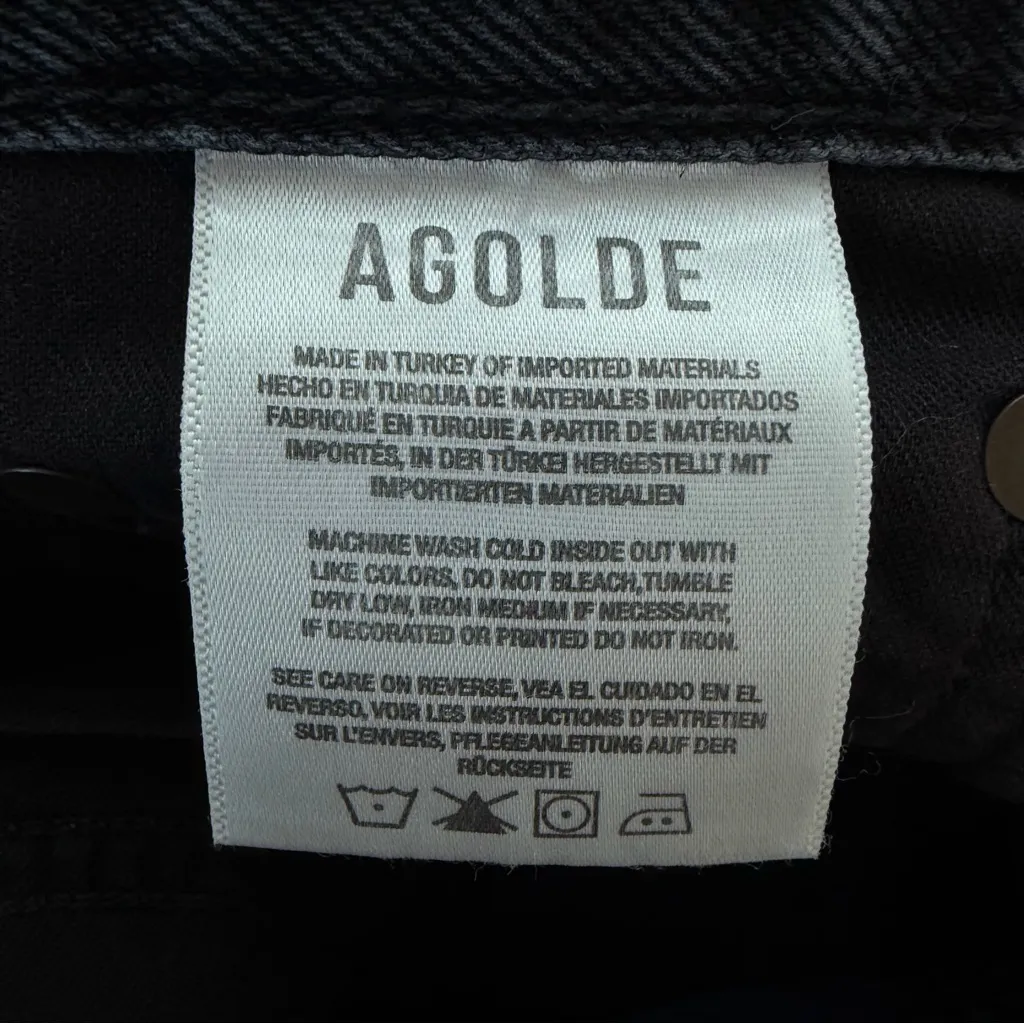 AGOLDE
MADE IN TURKEY OF IMPORTED MATERIALS
HECHO EN TURQUIA DE MATERIALES IMPORTADOS
FABRIQUÉ EN TURQUIE A PARTIR DE MATÉRIAUX
IMPORTÉS, IN DER TÜRKEI HERGESTELLT MIT
IMPORTIERTEN MATERIALIEN
MACHINE WASH COLD INSIDE OUT WITH
LIKE COLORS, DO NOT BLEACH, TUMBLE
DRY LOW, IRON MEDIUM IF NECESSARY,
IF DECORATED OR PRINTED DO NOT IRON.
SEE CARE ON REVERSE, VEA EL CUIDADO EN EL
REVERSO, VOIR LES INSTRUCTIONS D'ENTRETIEN
SUR L'ENVERS, PFLEGEANLEITUNG AUF DER
RÜCKSEITE